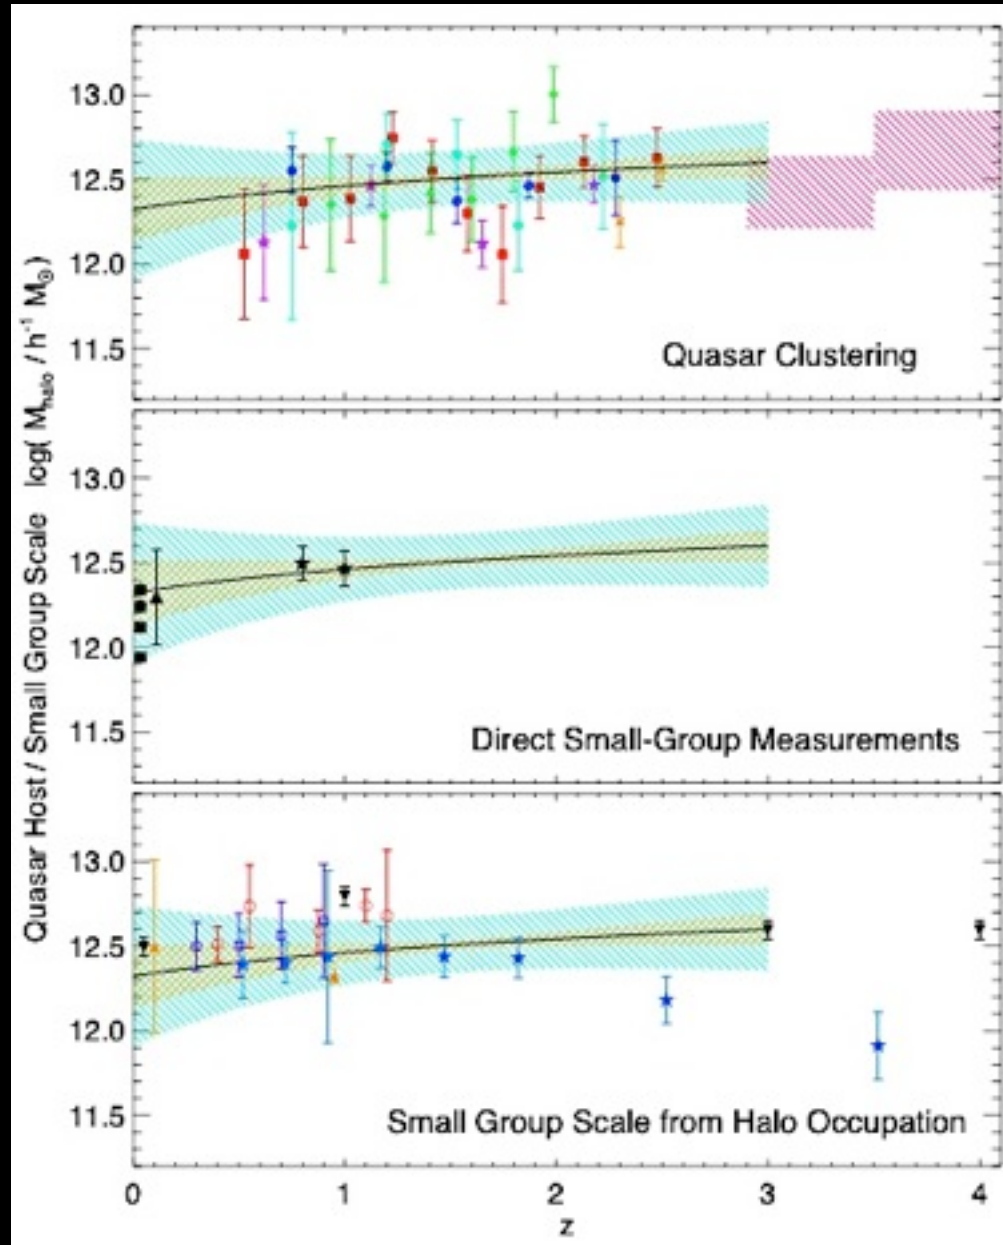 Quasar Host / Small Group Scale log( M_halo / h⁻¹ M_⊙)
13.0
12.5
12.0
11.5
Quasar Clustering
13.0
12.5
12.0
11.5
Direct Small-Group Measurements
13.0
12.5
12.0
11.5
Small Group Scale from Halo Occupation
0 1 2 3 4
z